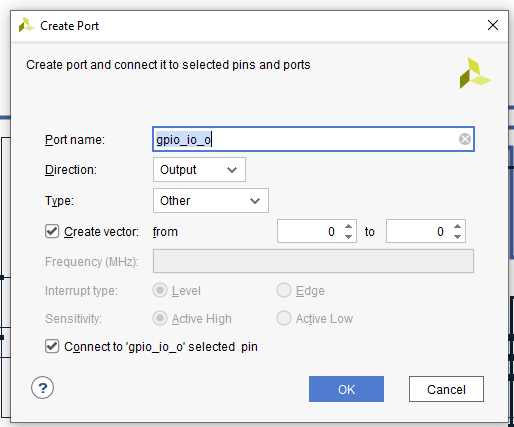 Create Port
Create port and connect it to selected pins and ports
Port name: gpio_io_o
Direction: Output
Type: Other
Create vector: from 0 to 0
Frequency (MHz):
Interrupt type: Level Edge
Sensitivity: Active High Active Low
Connect to 'gpio_io_o' selected pin
? OK Cancel